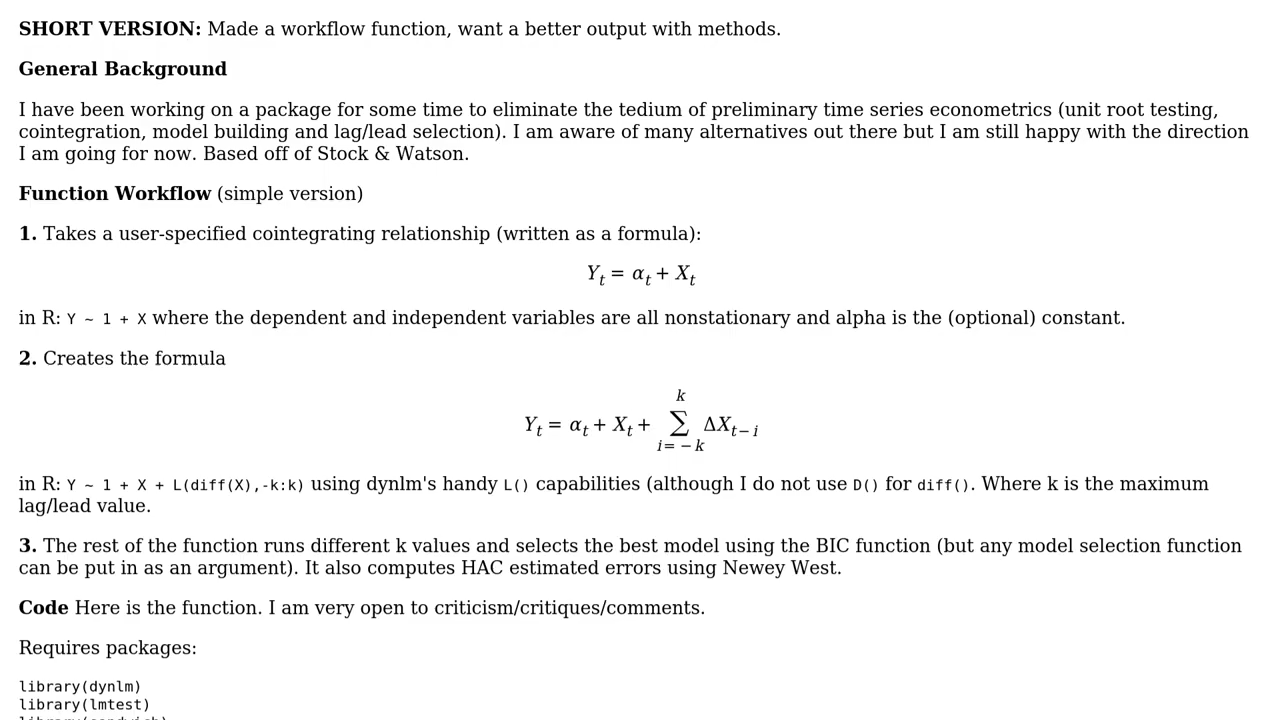 SHORT VERSION: Made a workflow function, want a better output with methods.
General Background
I have been working on a package for some time to eliminate the tedium of preliminary time series econometrics (unit root testing,
cointegration, model building and lag/lead selection). I am aware of many alternatives out there but I am still happy with the direction
I am going for now. Based off of Stock & Watson.
Function Workflow (simple version)
1. Takes a user-specified cointegrating relationship (written as a formula):
Y_t = α_t + X_t
in R: Y ~ 1 + X where the dependent and independent variables are all nonstationary and alpha is the (optional) constant.
2. Creates the formula
Y_t = α_t + X_t + ∑_{i=−k}^{k} ΔX_{t−i}
in R: Y ~ 1 + X + L(diff(X),-k:k) using dynlm's handy L() capabilities (although I do not use D() for diff(). Where k is the maximum
lag/lead value.
3. The rest of the function runs different k values and selects the best model using the BIC function (but any model selection function
can be put in as an argument). It also computes HAC estimated errors using Newey West.
Code Here is the function. I am very open to criticism/critiques/comments.
Requires packages:
library(dynlm)
library(lmtest)